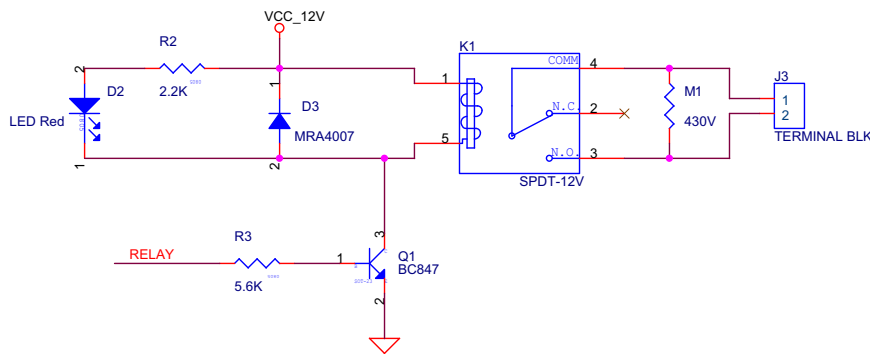 VCC_12V
R2
2.2K
2
D2
LED Red
1
1
D3
MRA4007
2
K1
1
5
COMM
N.C.
N.O.
4
2
3
SPDT-12V
M1
430V
J3
1
2
TERMINAL BLK
RELAY
R3
5.6K
1
3
Q1
BC847
2